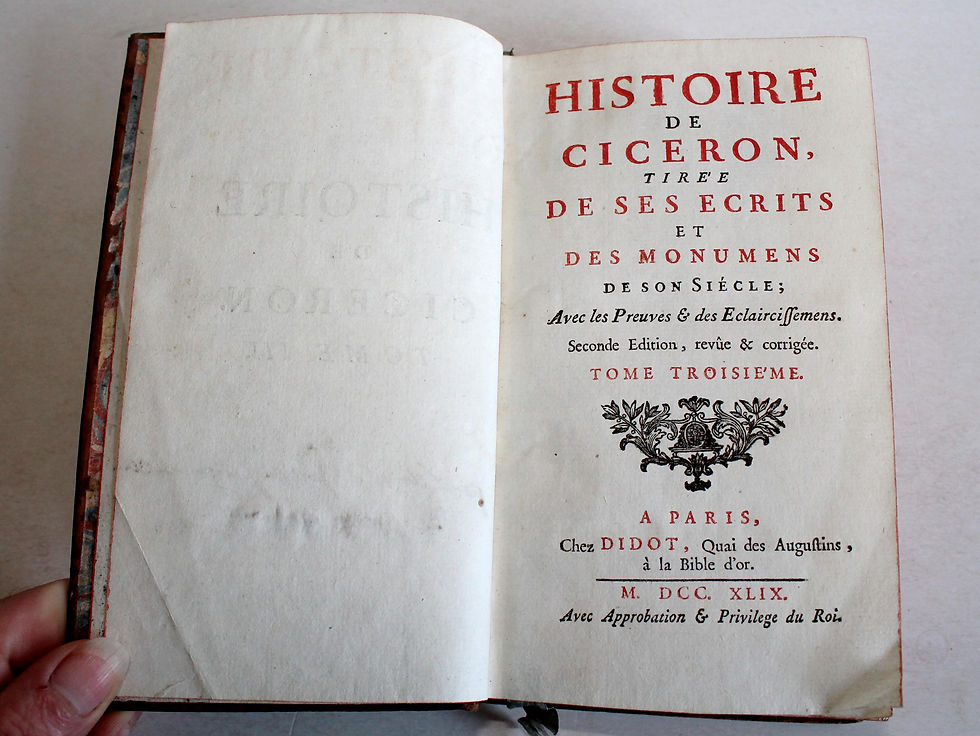 HISTOIRE
DE
CICERON,
TIRE'E
DE SES ECRITS
ET
DES MONUMENS
DE SON SIÉCLE;
Avec les Preuves & des Eclairciſſemens.
Seconde Edition, revûe & corrigée.
TOME TROISIE'ME.
A PARIS,
Chez DIDOT, Quai des Auguſtins,
à la Bible d'or.
M. DCC. XLIX.
Avec Approbation & Privilege du Roi.